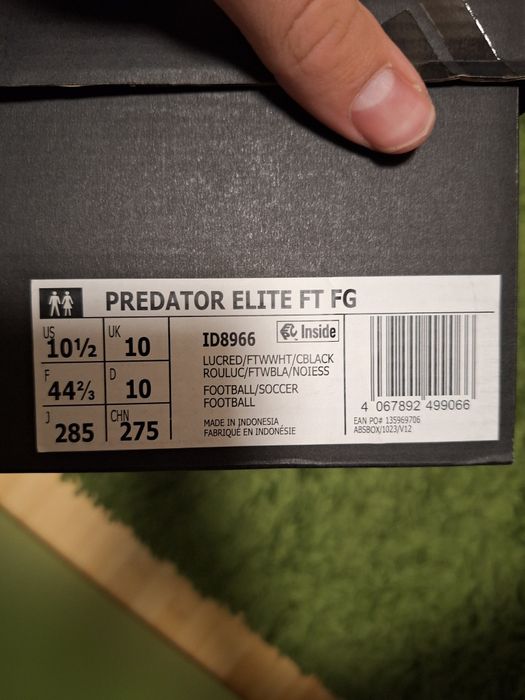 PREDATOR ELITE FT FG
US 10½ UK 10
F 44⅔ D 10
J 285 CHN 275
ID8966 Inside
LUCRED/FTWWHT/CBLACK
ROULUC/FTWBLA/NOIESS
FOOTBALL/SOCCER
FOOTBALL
MADE IN INDONESIA
FABRIQUÉ EN INDONÉSIE
4 067892 499066
EAN PO# 135969706
ABSBOX/1023/V12